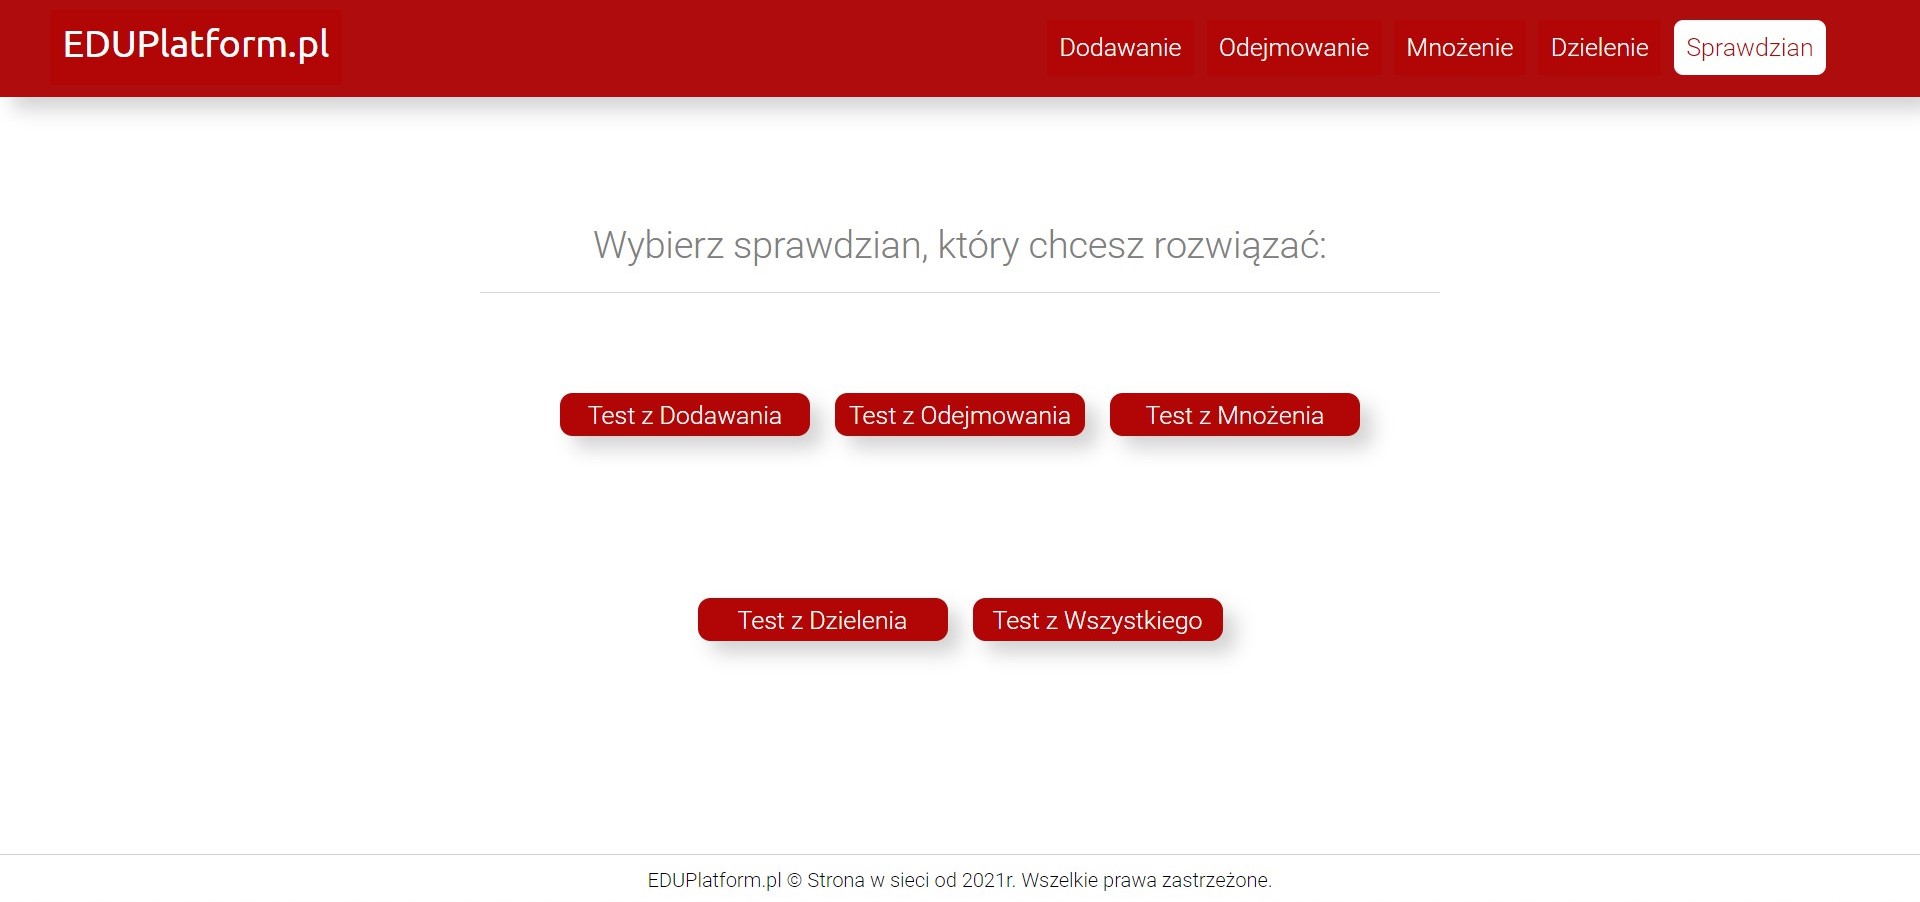 EDUPlatform.pl
Dodawanie Odejmowanie Mnożenie Dzielenie Sprawdzian
Wybierz sprawdzian, który chcesz rozwiązać:
Test z Dodawania Test z Odejmowania Test z Mnożenia
Test z Dzielenia Test z Wszystkiego
EDUPlatform.pl © Strona w sieci od 2021r. Wszelkie prawa zastrzeżone.